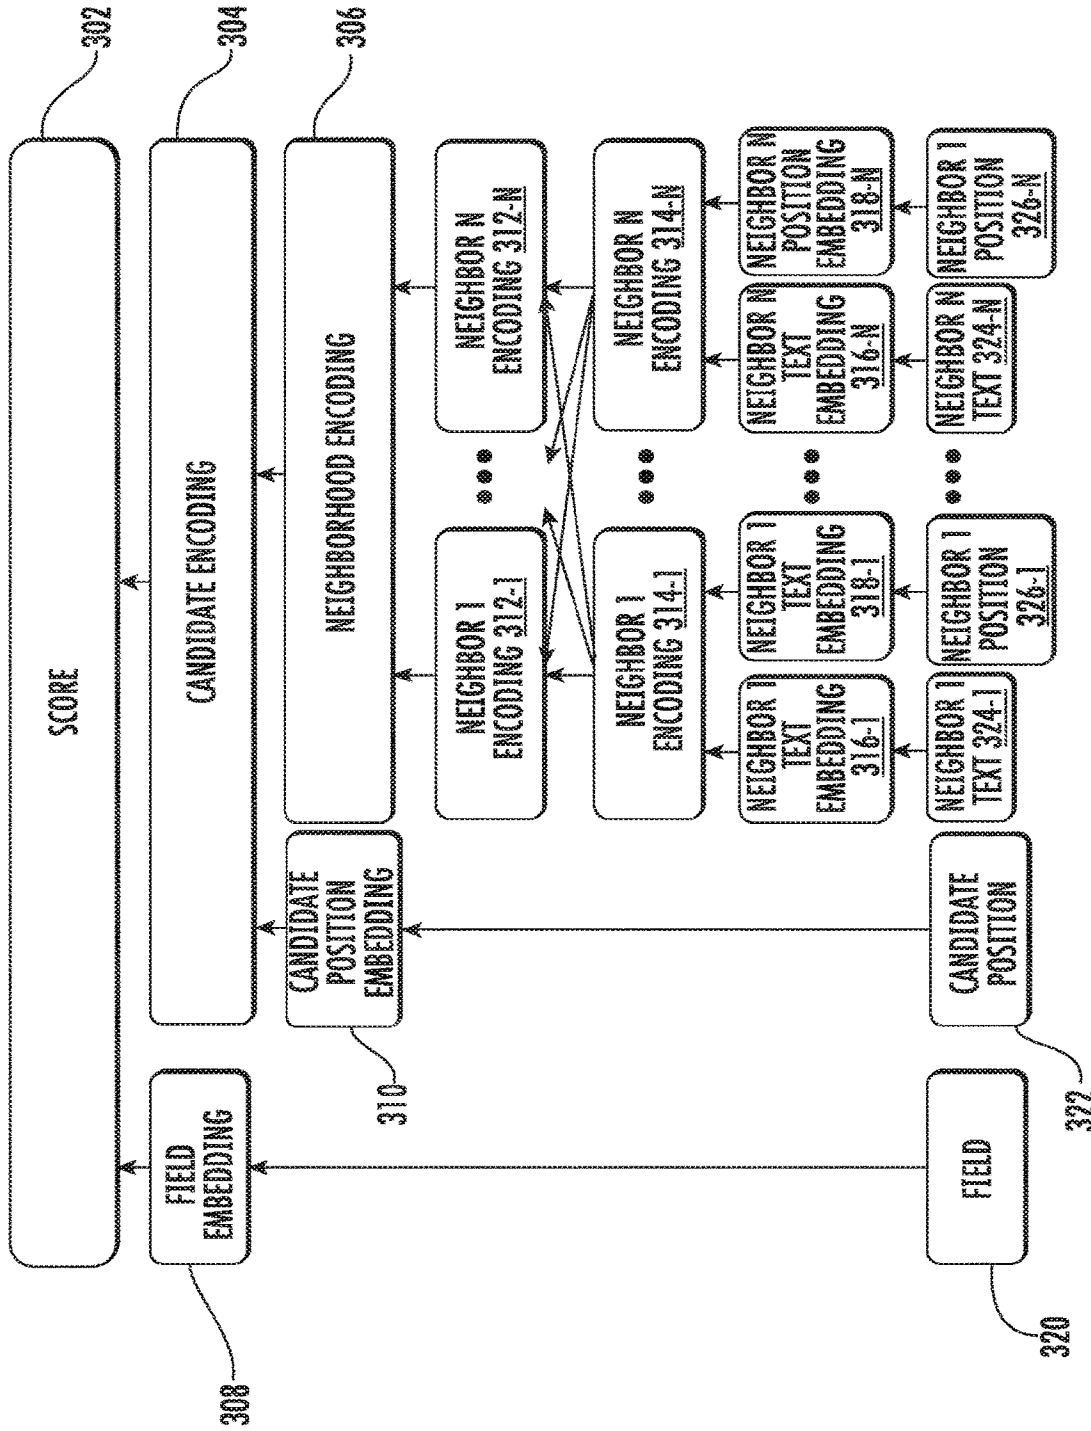 SCORE
302
FIELD
EMBEDDING
308
CANDIDATE ENCODING
304
CANDIDATE
POSITION
EMBEDDING
310
NEIGHBORHOOD ENCODING
306
NEIGHBOR 1
ENCODING 312-1
NEIGHBOR N
ENCODING 312-N
NEIGHBOR 1
ENCODING 314-1
NEIGHBOR N
ENCODING 314-N
NEIGHBOR 1
TEXT
EMBEDDING
316-1
NEIGHBOR 1
TEXT
EMBEDDING
318-1
NEIGHBOR N
TEXT
EMBEDDING
316-N
NEIGHBOR N
POSITION
EMBEDDING
318-N
FIELD
320
CANDIDATE
POSITION
322
NEIGHBOR 1
TEXT 324-1
NEIGHBOR 1
POSITION
326-1
NEIGHBOR N
TEXT 324-N
NEIGHBOR 1
POSITION
326-N